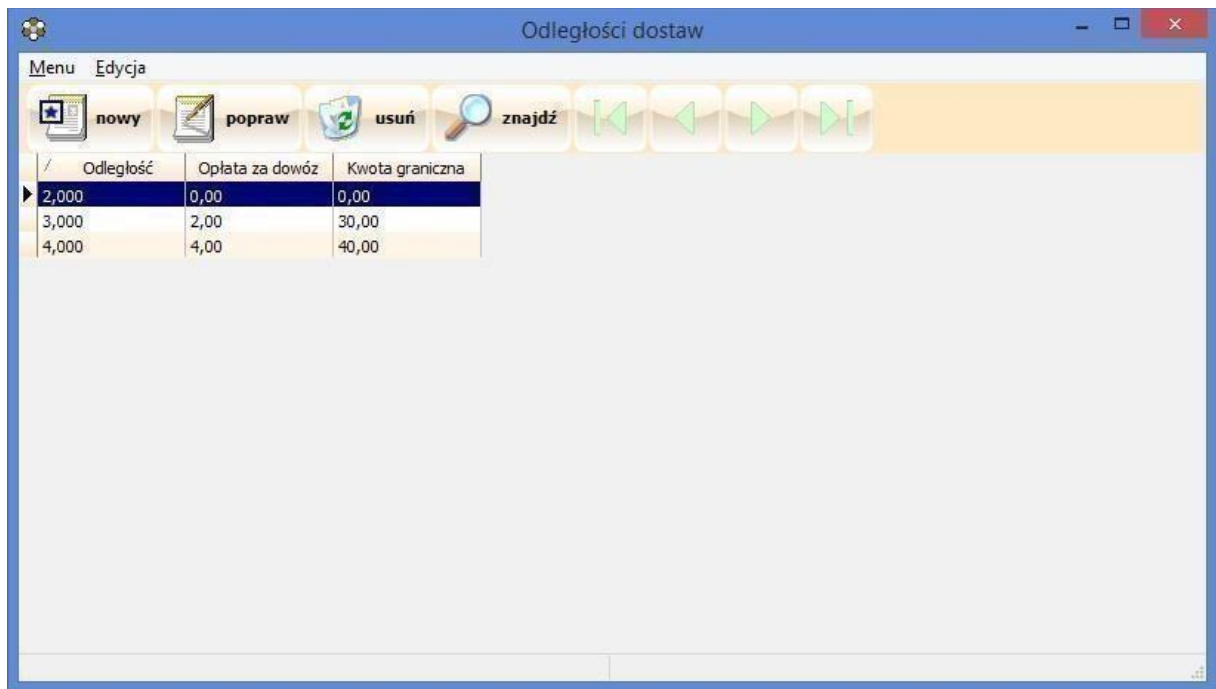 Odległości dostaw
Menu Edycja
nowy popraw usuń znajdź
Odległość Opłata za dowóz Kwota graniczna
2,000 0,00 0,00
3,000 2,00 30,00
4,000 4,00 40,00